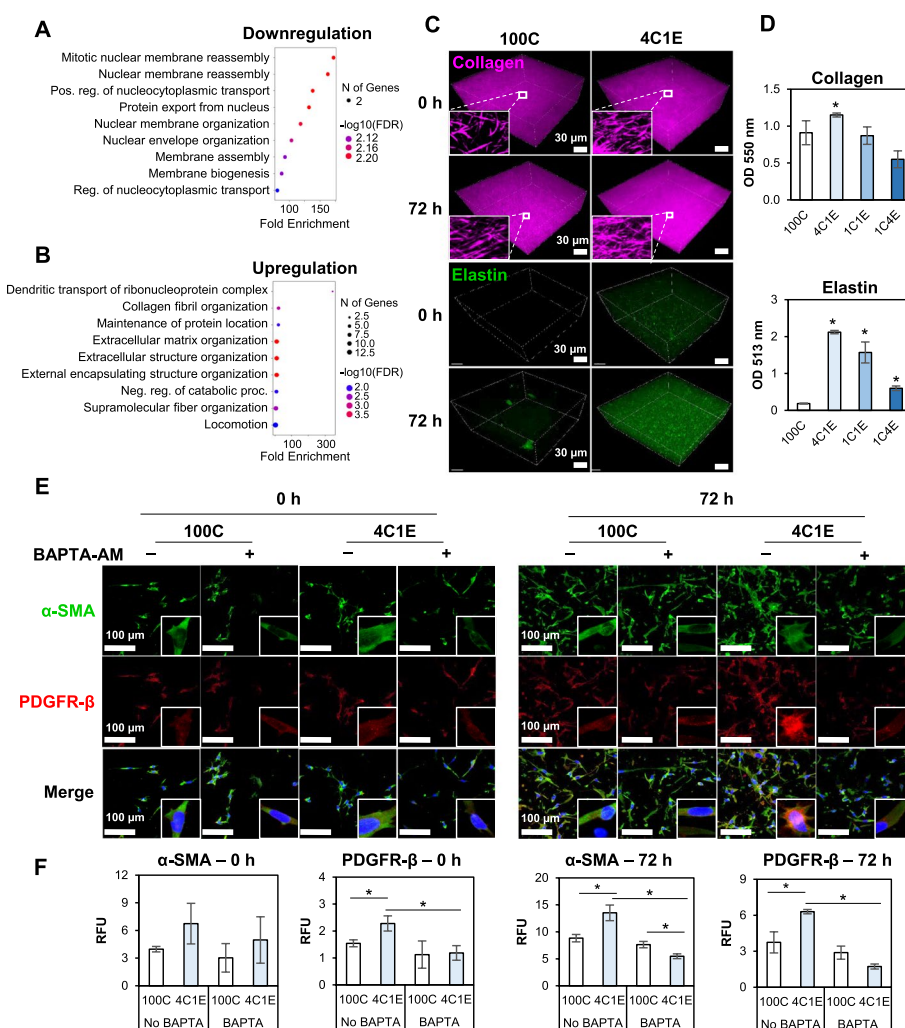 A
Downregulation
Mitotic nuclear membrane reassembly
Nuclear membrane reassembly
Pos. reg. of nucleocytoplasmic transport
Protein export from nucleus
Nuclear membrane organization
Nuclear envelope organization
Membrane assembly
Membrane biogenesis
Reg. of nucleocytoplasmic transport
N of Genes
2
-log10(FDR)
2.12
2.16
2.20
100 150
Fold Enrichment
B
Upregulation
Dendritic transport of ribonucleoprotein complex
Collagen fibril organization
Maintenance of protein location
Extracellular matrix organization
Extracellular structure organization
External encapsulating structure organization
Neg. reg. of catabolic proc.
Supramolecular fiber organization
Locomotion
N of Genes
2.5
5.0
7.5
10.0
12.5
-log10(FDR)
2.0
2.5
3.0
3.5
100 300
Fold Enrichment
C
100C 4C1E
Collagen
0 h
30 µm
72 h
30 µm
Elastin
0 h
30 µm
72 h
30 µm
D
Collagen
OD 550 nm
1.5
1.0
0.5
0.0
*
100C 4C1E 1C1E 1C4E
Elastin
OD 513 nm
3
2
1
0
* * *
100C 4C1E 1C1E 1C4E
E
0 h 72 h
100C 4C1E 100C 4C1E
BAPTA-AM – + – + – + – +
α-SMA
100 µm 100 µm
PDGFR-β
100 µm 100 µm
Merge
100 µm 100 µm
F
α-SMA – 0 h
RFU
12
9
6
3
0
100C 4C1E 100C 4C1E
No BAPTA BAPTA
PDGFR-β – 0 h
RFU
4
3
2
1
0
* *
100C 4C1E 100C 4C1E
No BAPTA BAPTA
α-SMA – 72 h
RFU
20
15
10
5
0
* * *
100C 4C1E 100C 4C1E
No BAPTA BAPTA
PDGFR-β – 72 h
RFU
9
6
3
0
* *
100C 4C1E 100C 4C1E
No BAPTA BAPTA